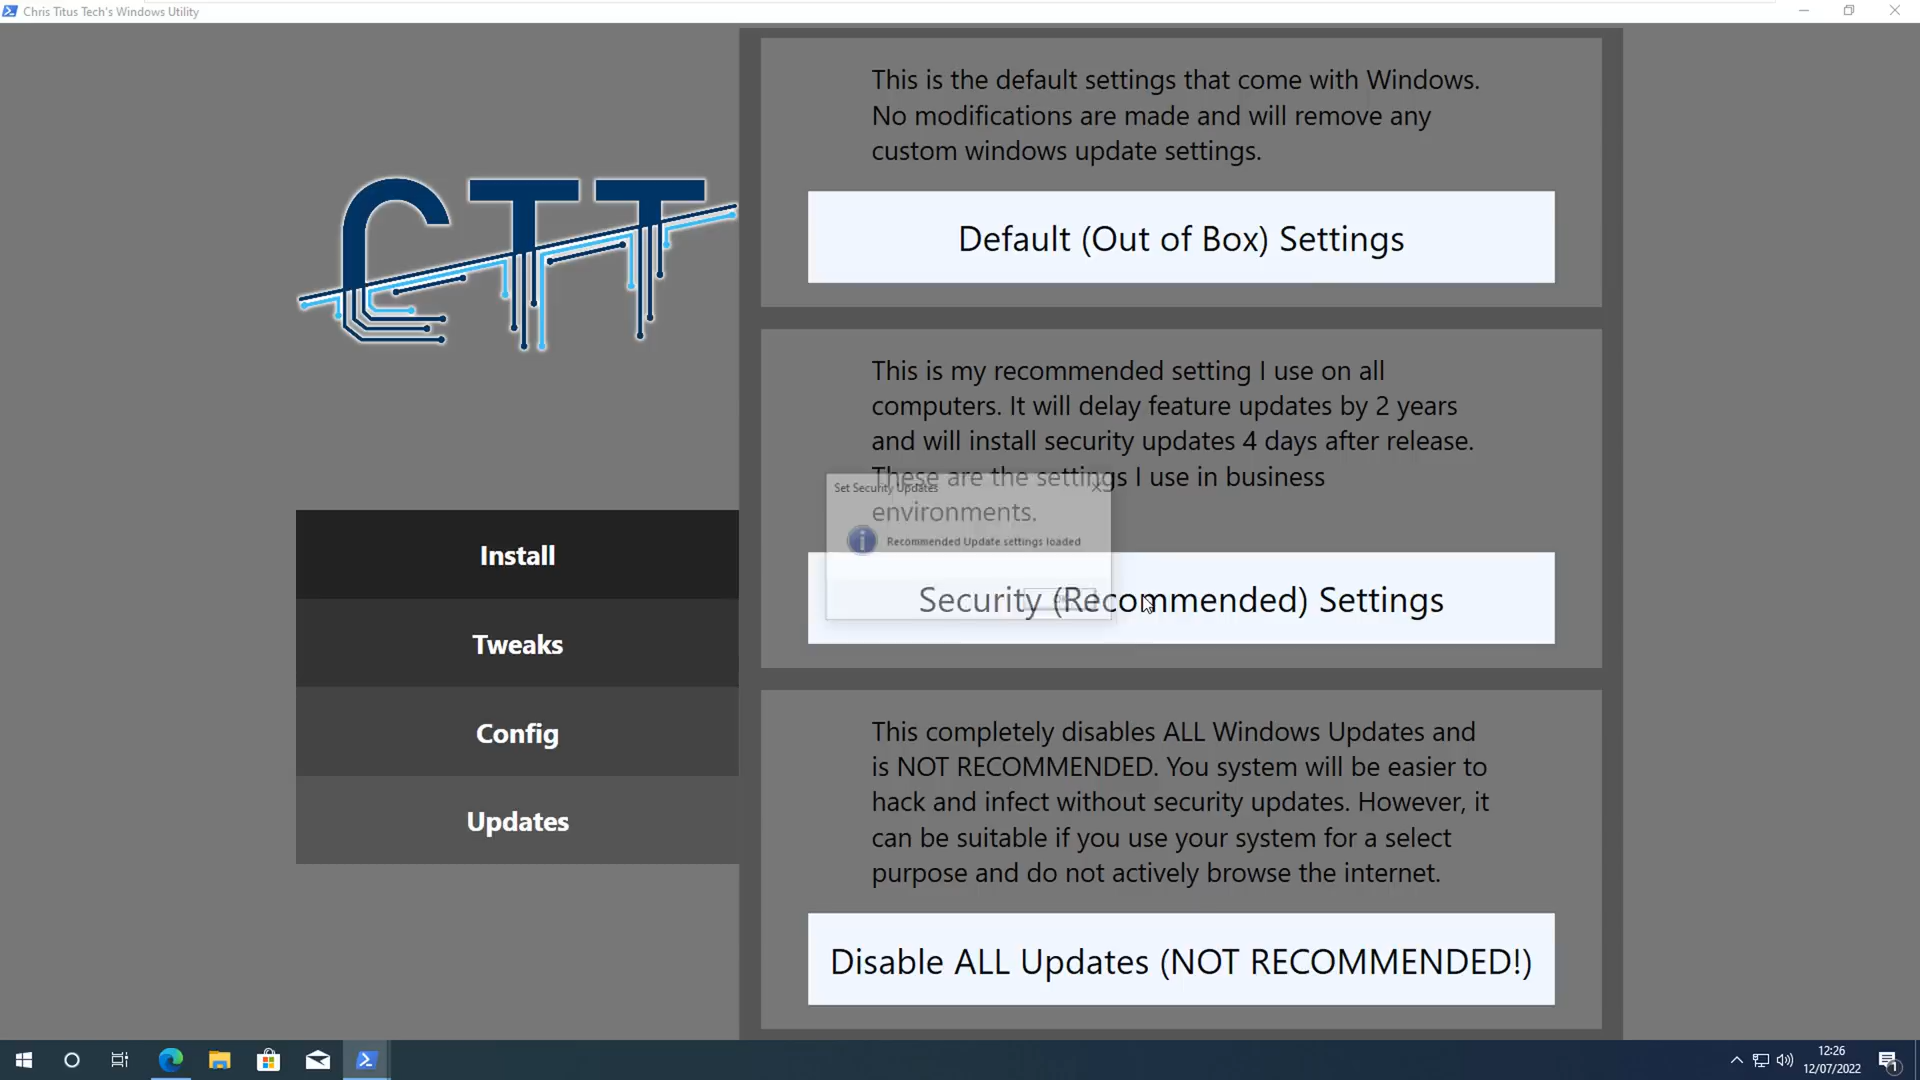 Chris Titus Tech's Windows Utility
This is the default settings that come with Windows.
No modifications are made and will remove any
custom windows update settings.
Default (Out of Box) Settings
CTT
This is my recommended setting I use on all
computers. It will delay feature updates by 2 years
and will install security updates 4 days after release.
These are the settings I use in business
environments.
Set Security Updates
Recommended Update settings loaded
Security (Recommended) Settings
Install
Tweaks
Config
Updates
This completely disables ALL Windows Updates and
is NOT RECOMMENDED. You system will be easier to
hack and infect without security updates. However, it
can be suitable if you use your system for a select
purpose and do not actively browse the internet.
Disable ALL Updates (NOT RECOMMENDED!)
12:26
12/07/2022
1